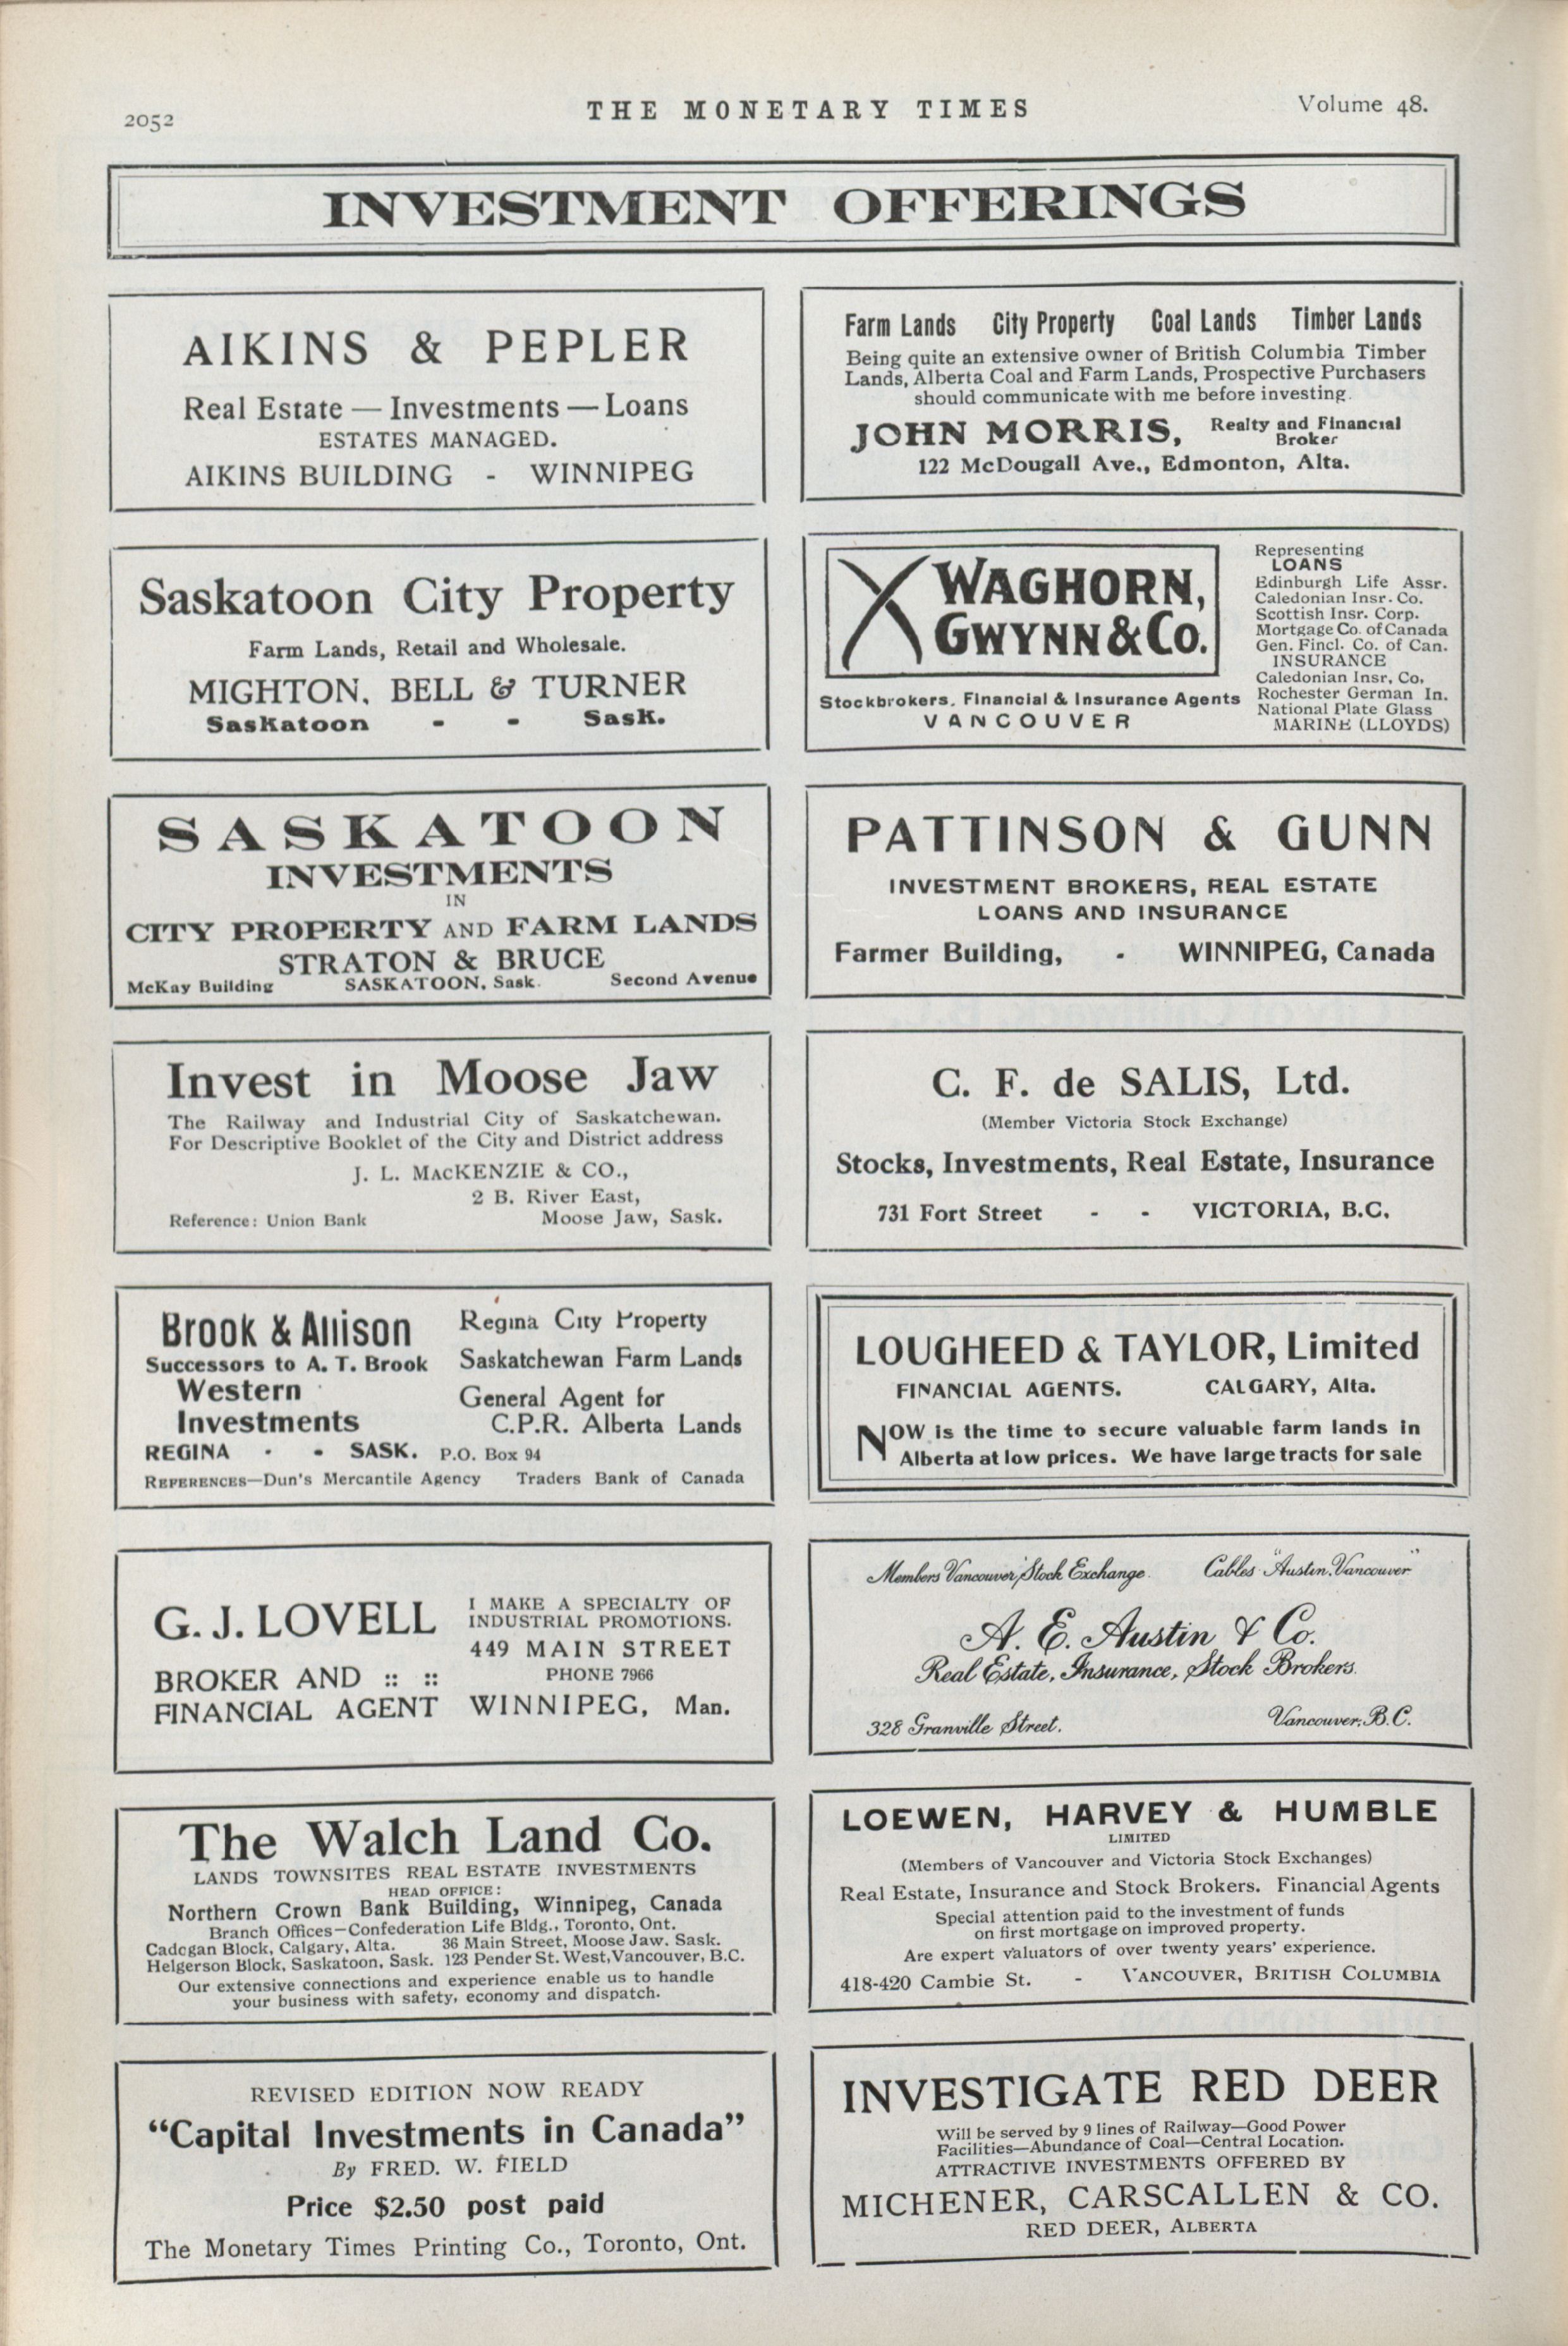 2052
THE MONETARY TIMES
Volume 48.
INVESTMENT OFFERINGS
AIKINS & PEPLER
Real Estate — Investments — Loans
ESTATES MANAGED.
AIKINS BUILDING - WINNIPEG
Farm Lands City Property Coal Lands Timber Lands
Being quite an extensive owner of British Columbia Timber
Lands, Alberta Coal and Farm Lands, Prospective Purchasers
should communicate with me before investing.
JOHN MORRIS, Realty and Financial
Broker
122 McDougall Ave., Edmonton, Alta.
Saskatoon City Property
Farm Lands, Retail and Wholesale.
MIGHTON, BELL & TURNER
Saskatoon - - Sask.
WAGHORN,
GWYNN & CO.
Stockbrokers, Financial & Insurance Agents
VANCOUVER
Representing
LOANS
Edinburgh Life Assr.
Caledonian Insr. Co.
Scottish Insr. Corp.
Mortgage Co. of Canada
Gen. Fincl. Co. of Can.
INSURANCE
Caledonian Insr, Co.
Rochester German In.
National Plate Glass
MARINE (LLOYDS)
SASKATOON
INVESTMENTS
IN
CITY PROPERTY AND FARM LANDS
STRATON & BRUCE
McKay Building SASKATOON, Sask. Second Avenue
PATTINSON & GUNN
INVESTMENT BROKERS, REAL ESTATE
LOANS AND INSURANCE
Farmer Building, - WINNIPEG, Canada
Invest in Moose Jaw
The Railway and Industrial City of Saskatchewan.
For Descriptive Booklet of the City and District address
J. L. MACKENZIE & CO.,
2 B. River East,
Reference: Union Bank Moose Jaw, Sask.
C. F. de SALIS, Ltd.
(Member Victoria Stock Exchange)
Stocks, Investments, Real Estate, Insurance
731 Fort Street - - VICTORIA, B.C.
Brook & Allison
Successors to A. T. Brook
Western
Investments
Regina City Property
Saskatchewan Farm Lands
General Agent for
C.P.R. Alberta Lands
REGINA - - SASK. P.O. Box 94
REFERENCES—Dun's Mercantile Agency Traders Bank of Canada
LOUGHEED & TAYLOR, Limited
FINANCIAL AGENTS. CALGARY, Alta.
NOW is the time to secure valuable farm lands in
Alberta at low prices. We have large tracts for sale
G. J. LOVELL
BROKER AND :: ::
FINANCIAL AGENT
I MAKE A SPECIALTY OF
INDUSTRIAL PROMOTIONS.
449 MAIN STREET
PHONE 7966
WINNIPEG, Man.
Members Vancouver Stock Exchange. Cables "Austin, Vancouver"
A. E. Austin & Co.
Real Estate, Insurance, Stock Brokers.
328 Granville Street. Vancouver, B.C.
The Walch Land Co.
LANDS TOWNSITES REAL ESTATE INVESTMENTS
HEAD OFFICE:
Northern Crown Bank Building, Winnipeg, Canada
Branch Offices—Confederation Life Bldg., Toronto, Ont.
Cadogan Block, Calgary, Alta. 36 Main Street, Moose Jaw. Sask.
Helgerson Block, Saskatoon, Sask. 123 Pender St. West, Vancouver, B.C.
Our extensive connections and experience enable us to handle
your business with safety, economy and dispatch.
LOEWEN, HARVEY & HUMBLE
LIMITED
(Members of Vancouver and Victoria Stock Exchanges)
Real Estate, Insurance and Stock Brokers. Financial Agents
Special attention paid to the investment of funds
on first mortgage on improved property.
Are expert valuators of over twenty years' experience.
418-420 Cambie St. - VANCOUVER, BRITISH COLUMBIA
REVISED EDITION NOW READY
"Capital Investments in Canada"
By FRED. W. FIELD
Price $2.50 post paid
The Monetary Times Printing Co., Toronto, Ont.
INVESTIGATE RED DEER
Will be served by 9 lines of Railway—Good Power
Facilities—Abundance of Coal—Central Location.
ATTRACTIVE INVESTMENTS OFFERED BY
MICHENER, CARSCALLEN & CO.
RED DEER, ALBERTA